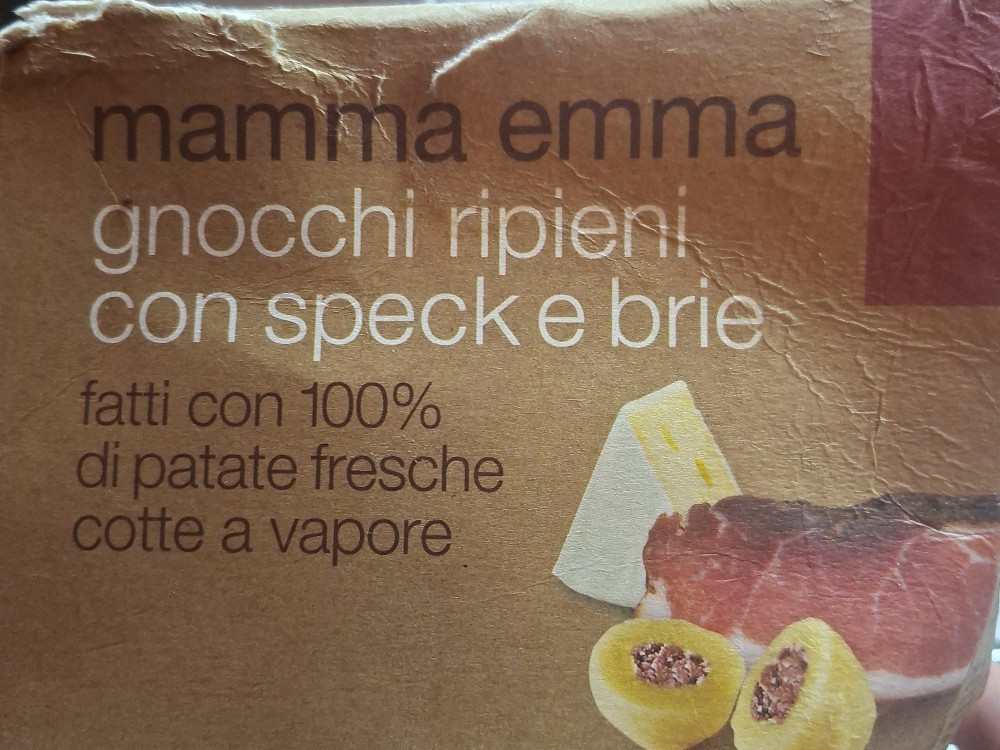 mamma emma
gnocchi ripieni
con speck e brie
fatti con 100%
di patate fresche
cotte a vapore